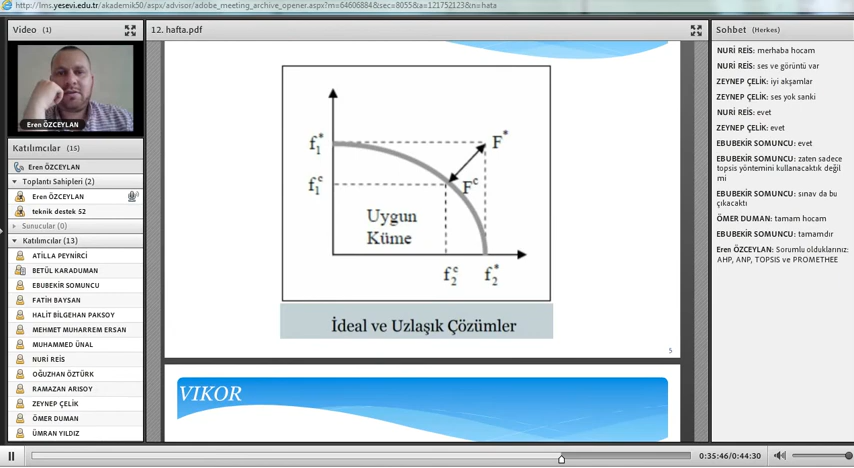 http://lms.yesevi.edu.tr/akademik50/aspx/advisor/adobe_meeting_archive_opener.aspx?m=64606884&sec=8055&a=121752123&n=hata
Video (1)
Eren ÖZCEYLAN
Katılımcılar (15)
Eren ÖZCEYLAN
Toplantı Sahipleri (2)
Eren ÖZCEYLAN
teknik destek 52
Sunucular (0)
Katılımcılar (13)
ATİLLA PEYNİRCİ
BETÜL KARADUMAN
EBUBEKİR SOMUNCU
FATİH BAYSAN
HALİT BİLGEHAN PAKSOY
MEHMET MUHARREM ERSAN
MUHAMMED ÜNAL
NURİ REİS
OĞUZHAN ÖZTÜRK
RAMAZAN ARISOY
ZEYNEP ÇELİK
ÖMER DUMAN
ÜMRAN YILDIZ
12. hafta.pdf
f₁*
F*
f₁ᶜ
Fᶜ
Uygun
Küme
f₂ᶜ f₂*
İdeal ve Uzlaşık Çözümler
5
VIKOR
Sohbet (Herkes)
NURİ REİS: merhaba hocam
NURİ REİS: ses ve görüntü var
ZEYNEP ÇELİK: iyi akşamlar
ZEYNEP ÇELİK: ses yok sanki
NURİ REİS: evet
ZEYNEP ÇELİK: evet
EBUBEKİR SOMUNCU: evet
EBUBEKİR SOMUNCU: zaten sadece
topsis yöntemini kullanacaktık değil
mi
EBUBEKİR SOMUNCU: sınav da bu
çıkacaktı
ÖMER DUMAN: tamam hocam
EBUBEKİR SOMUNCU: tamamdır
Eren ÖZCEYLAN: Sorumlu olduklarınız:
AHP, ANP, TOPSIS ve PROMETHEE
0:35:46/0:44:30